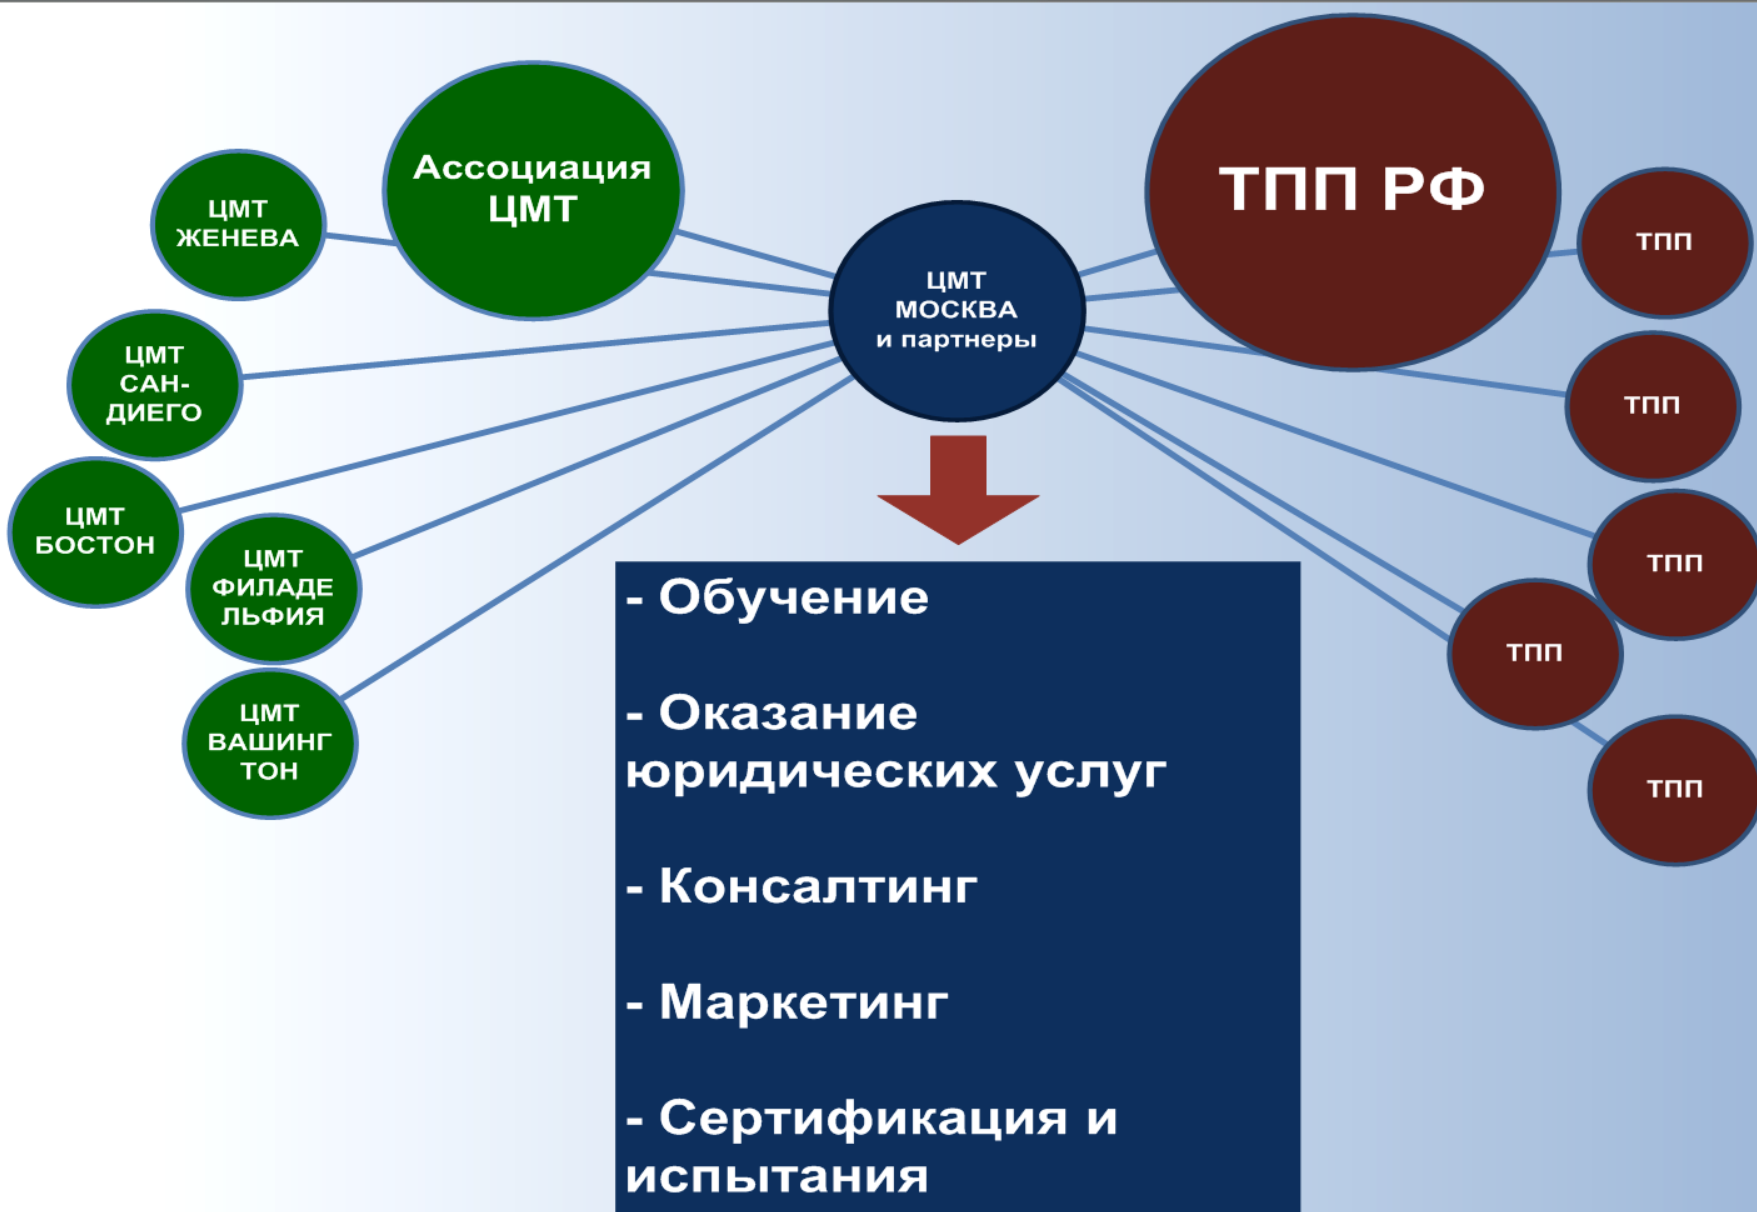 Ассоциация
ЦМТ
ТПП РФ
ЦМТ
ЖЕНЕВА
ТПП
ЦМТ
МОСКВА
и партнеры
ЦМТ
САН-
ДИЕГО
ТПП
ЦМТ
БОСТОН
ЦМТ
ФИЛАДЕ
ЛЬФИЯ
ТПП
ТПП
ЦМТ
ВАШИНГ
ТОН
ТПП
- Обучение
- Оказание
юридических услуг
- Консалтинг
- Маркетинг
- Сертификация и
испытания